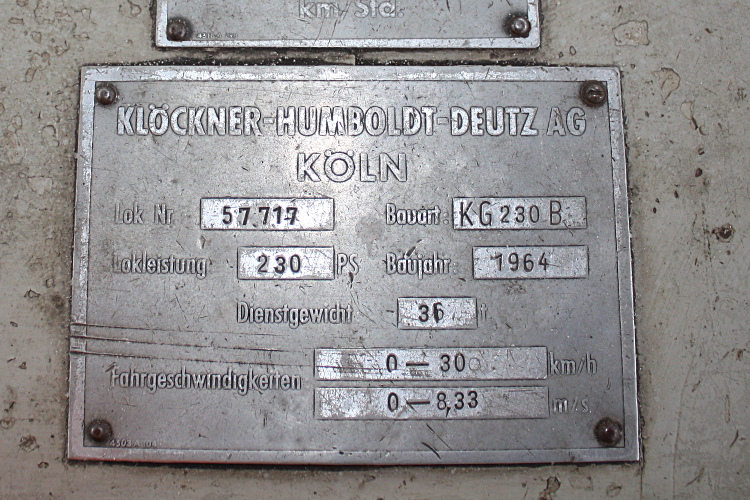 km/Std.
KLÖCKNER-HUMBOLDT-DEUTZ AG
KÖLN
Lok Nr 57717 Bauart KG 230 B
Lokleistung 230 PS Baujahr 1964
Dienstgewicht 36 t
Fahrgeschwindigkeiten 0-30 km/h
0-8,33 m/s